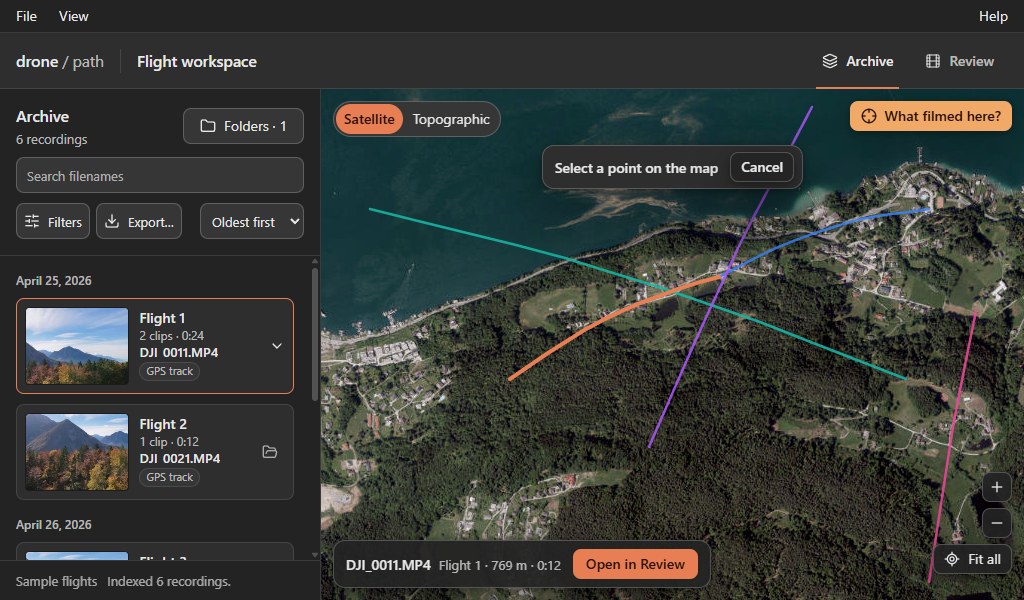 File View Help
drone / path Flight workspace Archive Review
Archive
6 recordings
Folders · 1
Search filenames
Filters Export... Oldest first
April 25, 2026
Flight 1
2 clips · 0:24
DJI_0011.MP4
GPS track
Flight 2
1 clip · 0:12
DJI_0021.MP4
GPS track
April 26, 2026
Sample flights Indexed 6 recordings.
Satellite Topographic
What filmed here?
Select a point on the map Cancel
+
−
Fit all
DJI_0011.MP4 Flight 1 · 769 m · 0:12 Open in Review